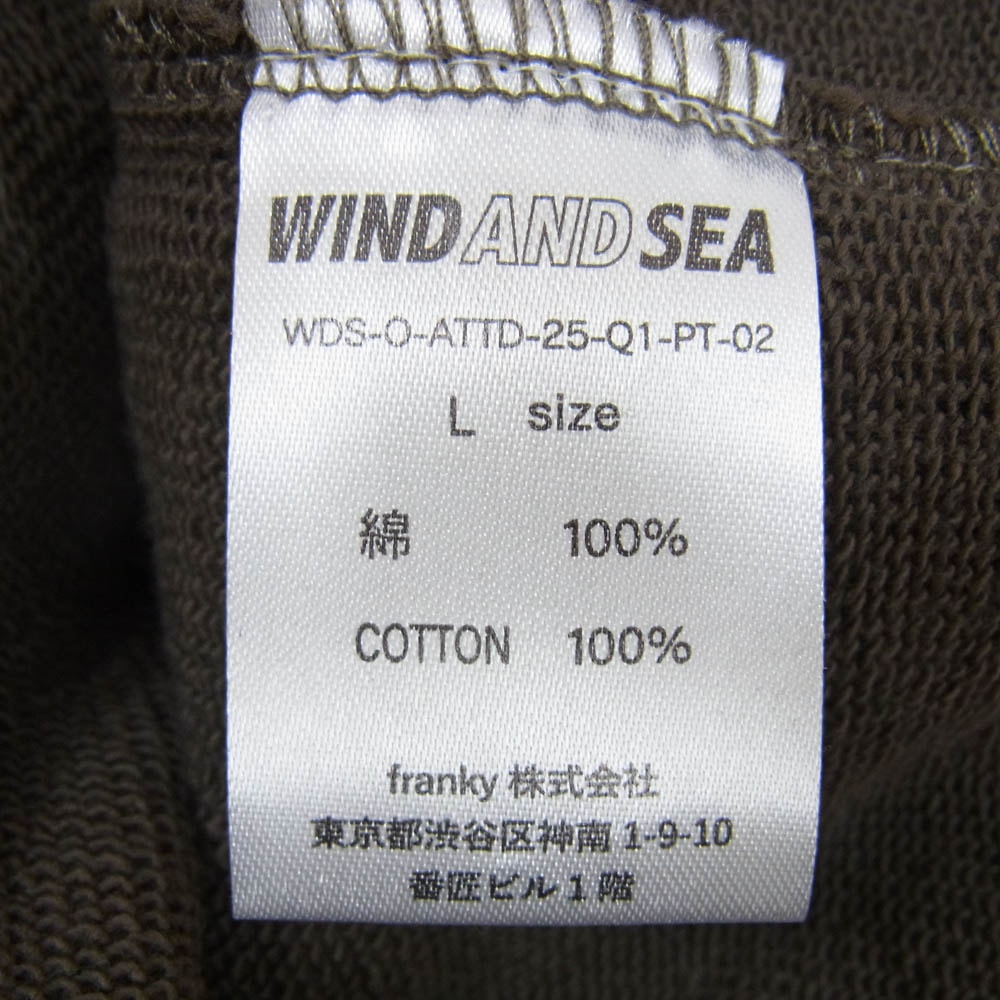 WIND AND SEA
WDS-O-ATTD-25-Q1-PT-02
L size
綿 100%
COTTON 100%
franky 株式会社
東京都渋谷区神南 1-9-10
番匠ビル 1 階